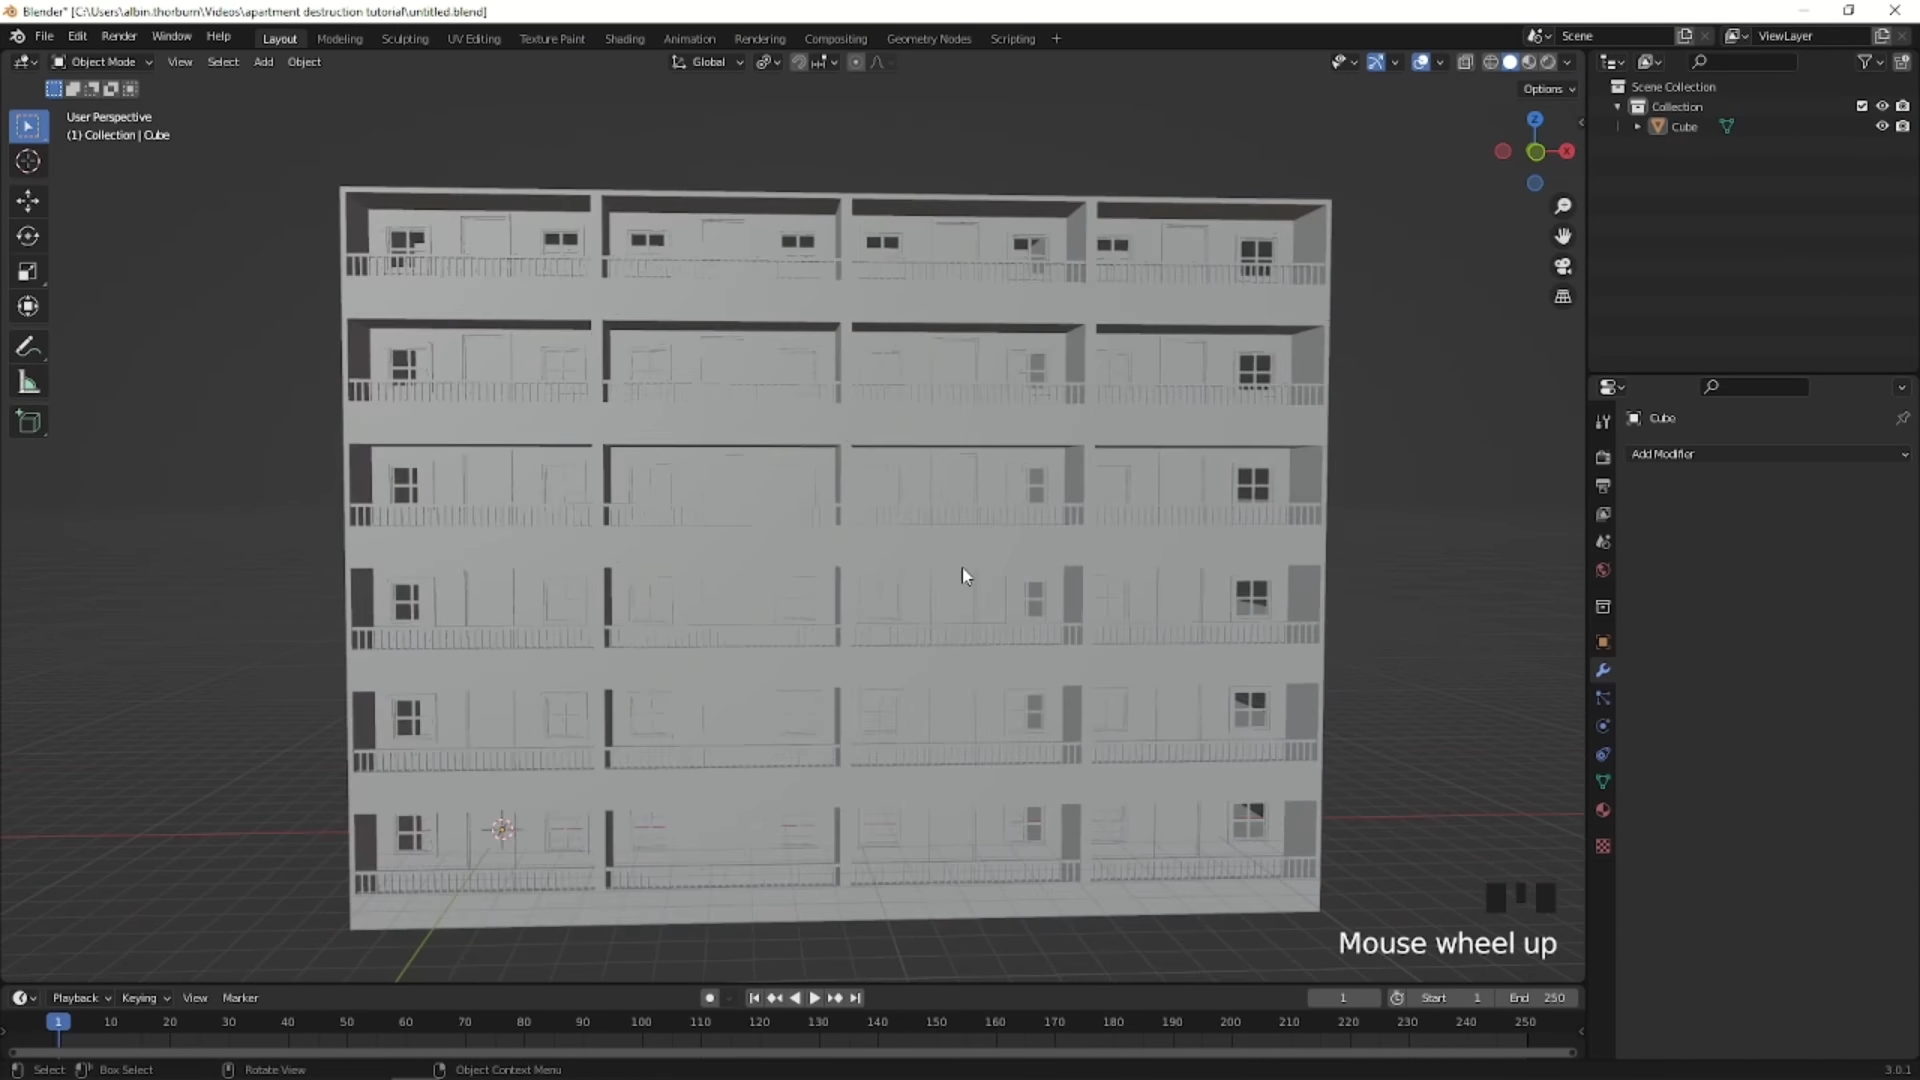 Blender* [C:\Users\albin.thorburn\Videos\apartment destruction tutorial\untitled.blend]
File Edit Render Window Help Layout Modeling Sculpting UV Editing Texture Paint Shading Animation Rendering Compositing Geometry Nodes Scripting + Scene ViewLayer
Object Mode View Select Add Object Global
Options
User Perspective
(1) Collection | Cube
Z
X
Scene Collection
Collection
Cube
Cube
Add Modifier
Mouse wheel up
Playback Keying View Marker 1 Start 1 End 250
1 10 20 30 40 50 60 70 80 90 100 110 120 130 140 150 160 170 180 190 200 210 220 230 240 250
Select Box Select Rotate View Object Context Menu 3.0.1